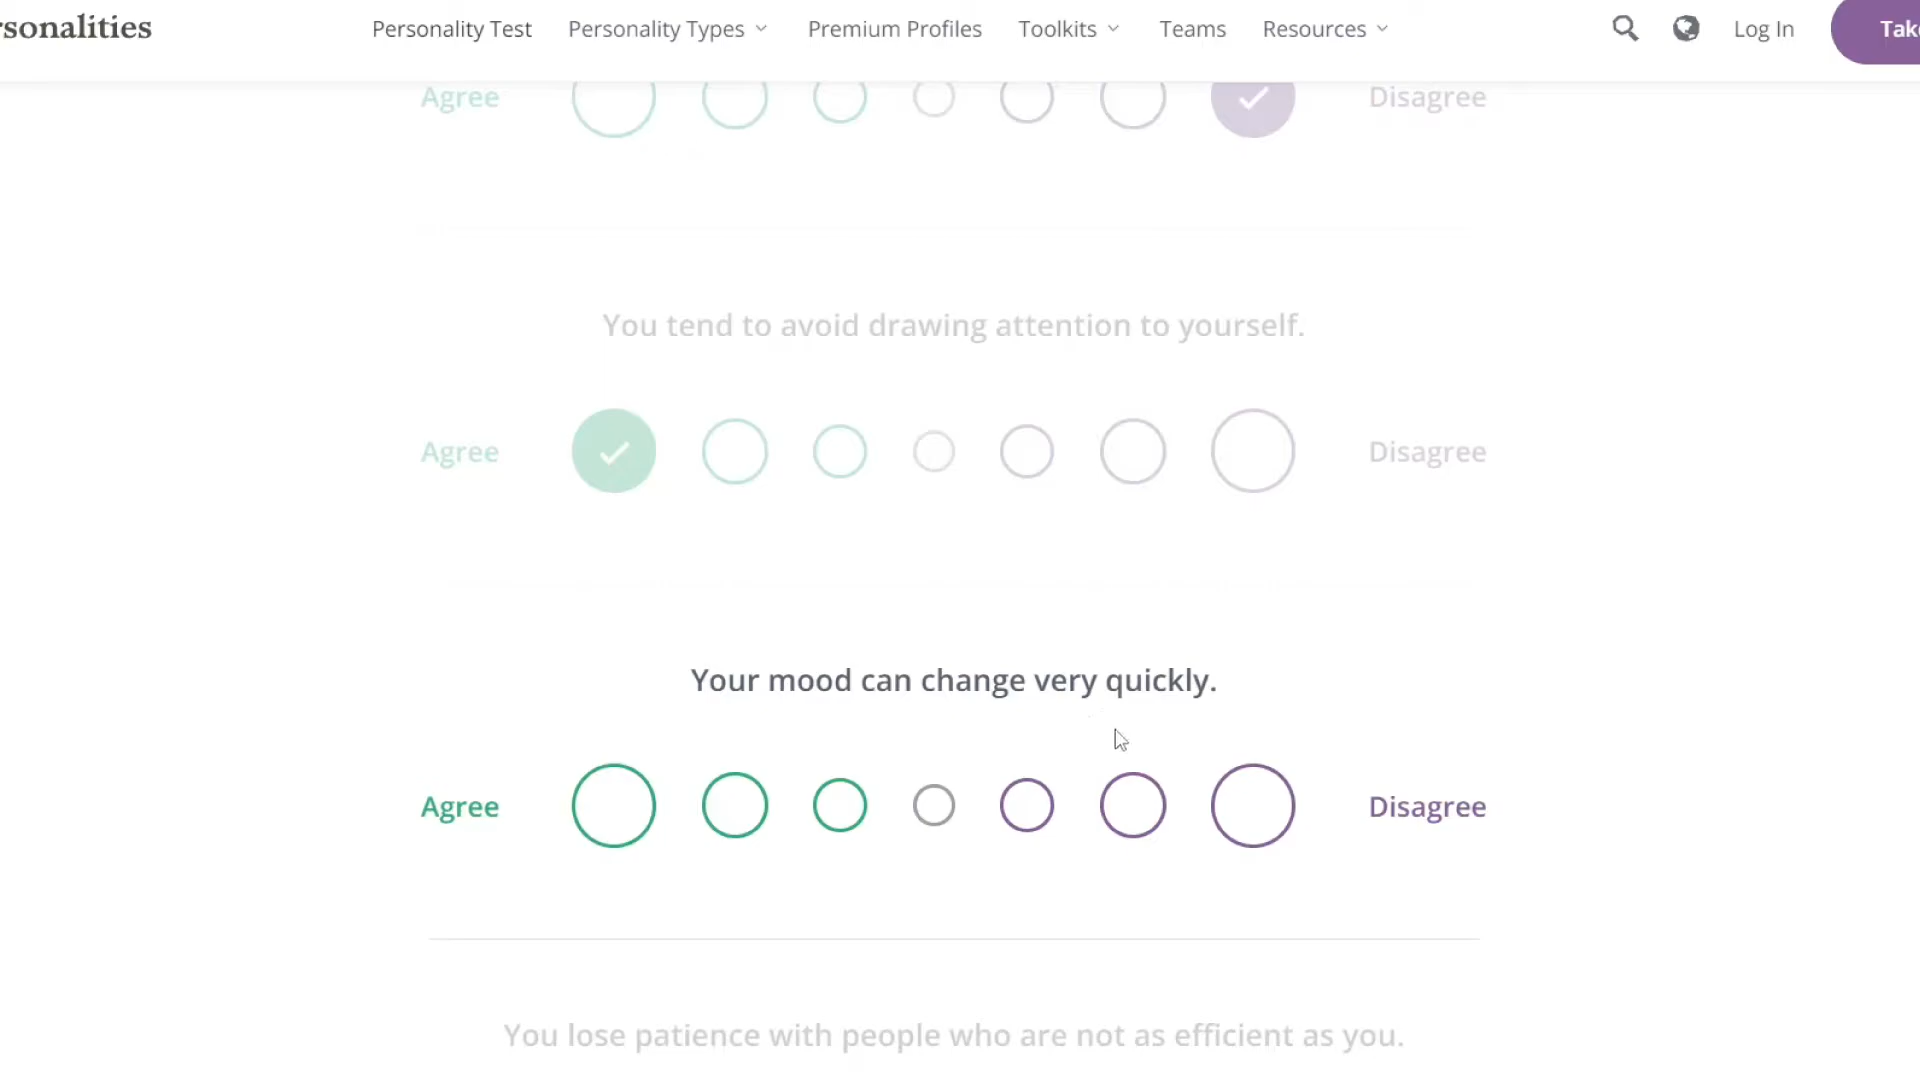 rsonalities Personality Test Personality Types Premium Profiles Toolkits Teams Resources Log In Tak
Agree Disagree
You tend to avoid drawing attention to yourself.
Agree Disagree
Your mood can change very quickly.
Agree Disagree
You lose patience with people who are not as efficient as you.